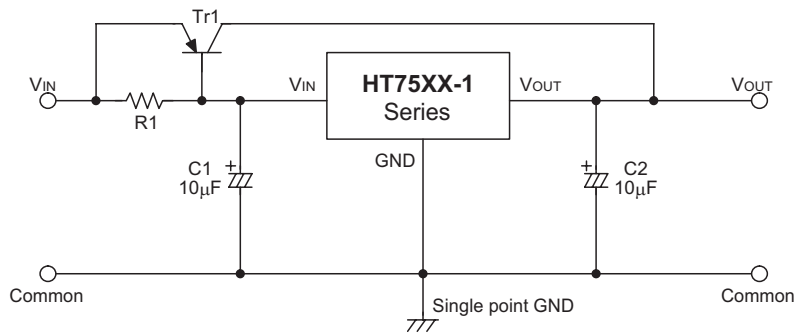 Tr1
VIN
R1
VIN
HT75XX-1
Series
VOUT
VOUT
GND
C1
10μF
C2
10μF
Common
Single point GND
Common